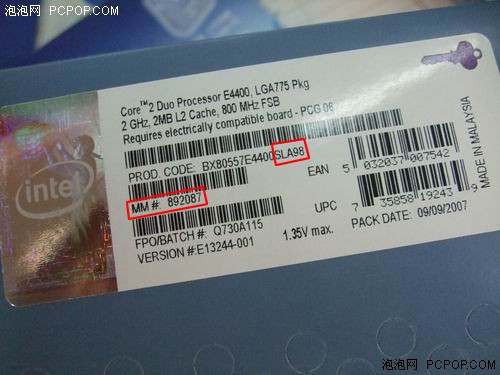 泡泡网 PCPOP.COM
Core™2 Duo Processor E4400, LGA775 Pkg
2 GHz, 2MB L2 Cache, 800 MHz FSB
Requires electrically compatible board - PCG 06
PROD. CODE: BX80557E4400SLA98
MM #: 892087
FPO/BATCH #: Q730A115
VERSION #:E13244-001
1.35V max.
EAN 5 032037 007542
UPC 7 35858 19243 9
PACK DATE: 09/09/2007
MADE IN MALAYSIA
intel
泡泡网 PCPOP.COM